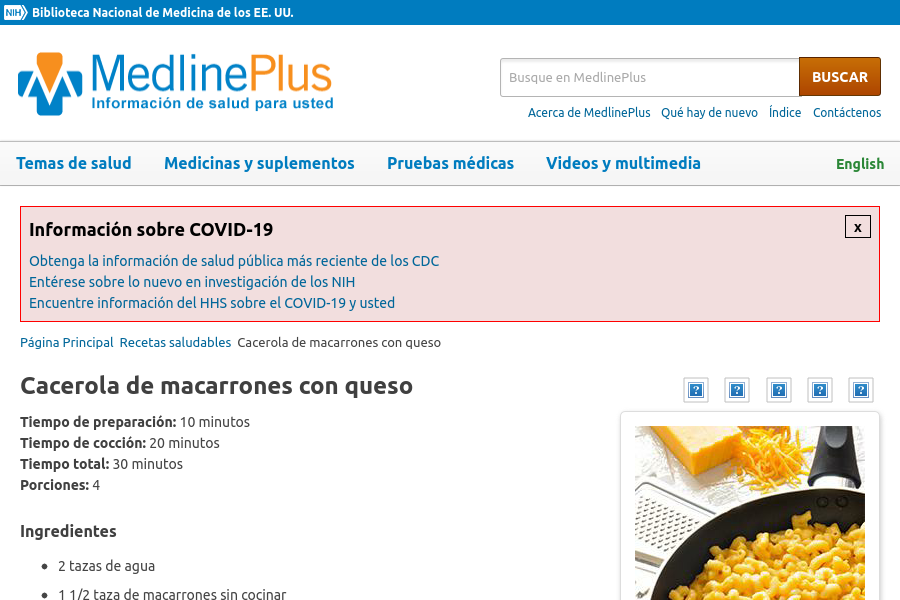 NIH Biblioteca Nacional de Medicina de los EE. UU.
MedlinePlus
Información de salud para usted
Busque en MedlinePlus
BUSCAR
Acerca de MedlinePlus Qué hay de nuevo Índice Contáctenos
Temas de salud Medicinas y suplementos Pruebas médicas Videos y multimedia English
Información sobre COVID-19
x
Obtenga la información de salud pública más reciente de los CDC
Entérese sobre lo nuevo en investigación de los NIH
Encuentre información del HHS sobre el COVID-19 y usted
Página Principal Recetas saludables Cacerola de macarrones con queso
Cacerola de macarrones con queso
? ? ? ? ?
Tiempo de preparación: 10 minutos
Tiempo de cocción: 20 minutos
Tiempo total: 30 minutos
Porciones: 4
Ingredientes
• 2 tazas de agua
• 1 1/2 taza de macarrones sin cocinar